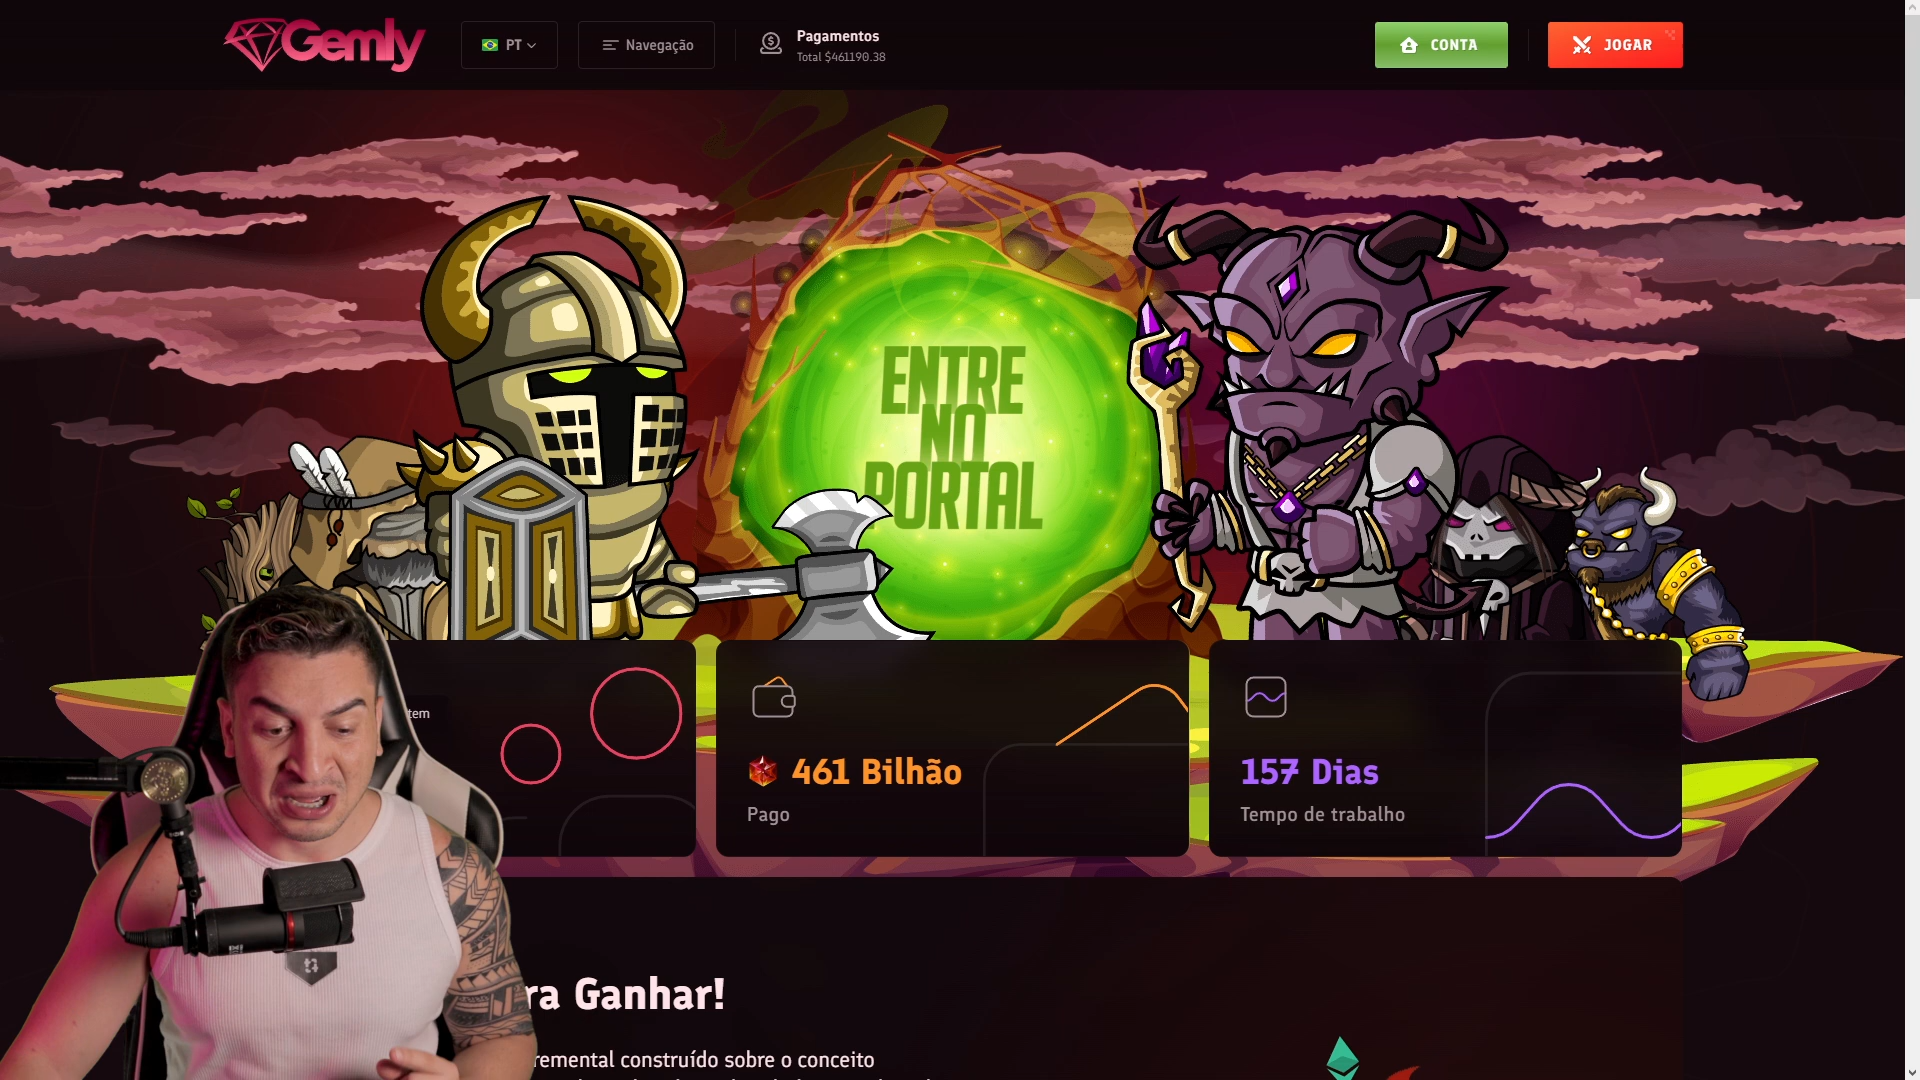 Gemly
PT
Navegação
Pagamentos
Total $461190.38
CONTA
JOGAR
ENTRE
NO
PORTAL
tem
461 Bilhão
Pago
157 Dias
Tempo de trabalho
ra Ganhar!
remental construído sobre o conceito